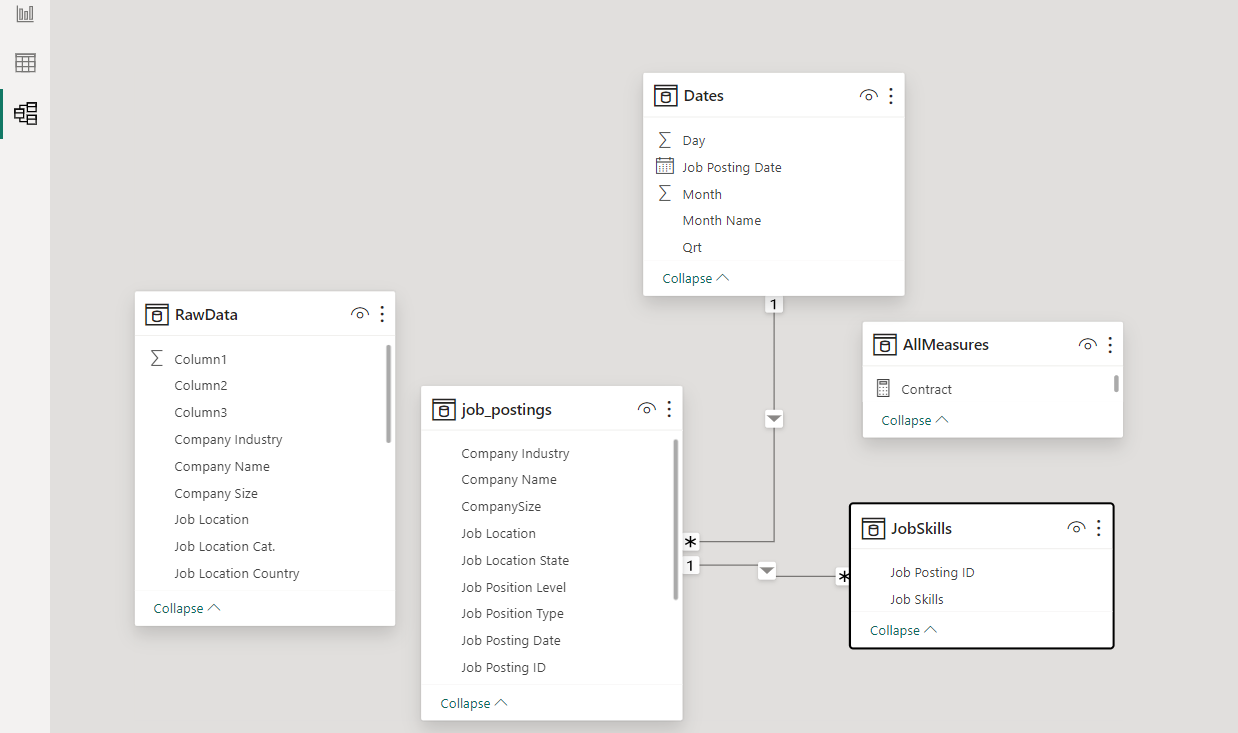 Dates
Day
Job Posting Date
Month
Month Name
Qrt
Collapse
1
RawData
Column1
Column2
Column3
Company Industry
Company Name
Company Size
Job Location
Job Location Cat.
Job Location Country
Collapse
AllMeasures
Contract
Collapse
job_postings
Company Industry
Company Name
CompanySize
Job Location
Job Location State
Job Position Level
Job Position Type
Job Posting Date
Job Posting ID
Collapse
*
1
*
JobSkills
Job Posting ID
Job Skills
Collapse